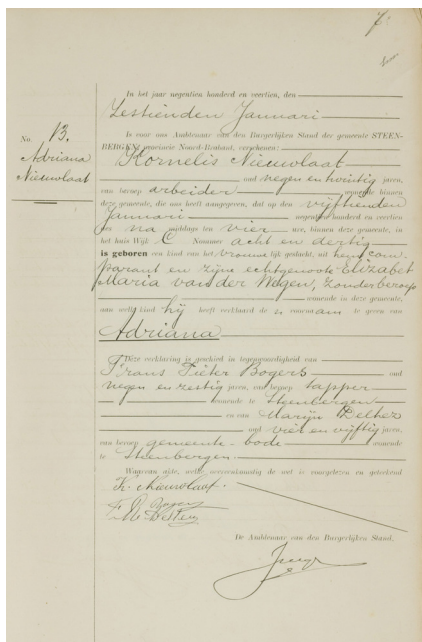 7.
In het jaar negentien honderd en veertien, den
Zestienden Januari
Is voor ons Ambtenaar van den Burgerlijken Stand der gemeente STEEN-
BERGEN, provincie Noord-Brabant, verschenen:
No. 13.
Adriana
Nieuwlaat
Kornelis Nieuwlaat
oud negen en twintig jaren,
van beroep arbeider wonende binnen
deze gemeente, die ons heeft aangegeven, dat op den vijftienden
Januari negentien honderd en veertien
des na middags ten vier ure, binnen deze gemeente, in
het huis Wijk C Nommer acht en dertig
is geboren een kind van het vrouwelijk geslacht, uit hem, com-
parant en zijne echtgenoote Elizabet
Maria van der Wegen, zonder beroep
wonende in deze gemeente,
aan welk kind hij heeft verklaard den voornaam te geven van
Adriana
Deze verklaring is geschied in tegenwoordigheid van
Frans Pieter Bogers oud
negen en zestig jaren, van beroep tapper
wonende te Steenbergen
en van Marijn Deltez
oud vier en vijftig jaren,
van beroep gemeente-bode wonende
te Steenbergen.
Waarvan akte, welke overeenkomstig de wet is voorgelezen en geteekend
K. Nieuwlaat.
De Ambtenaar van den Burgerlijken Stand.